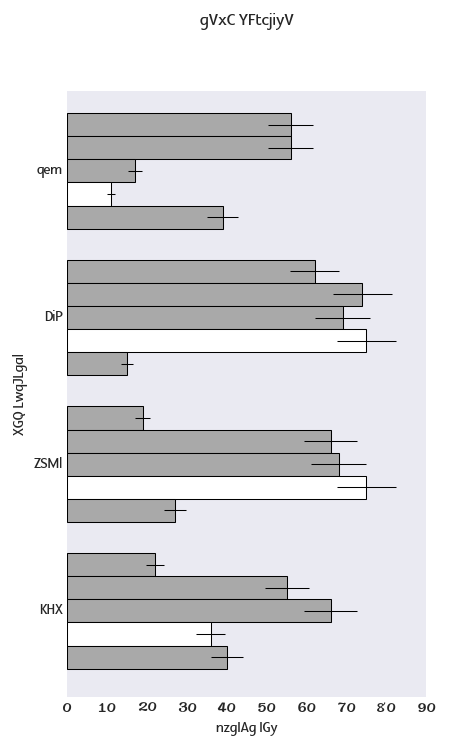 gVxC YFtcjiyV
qem
DiP
XGQ LwqJLgal
ZSMl
KHX
0 10 20 30 40 50 60 70 80 90
nzglAg IGy